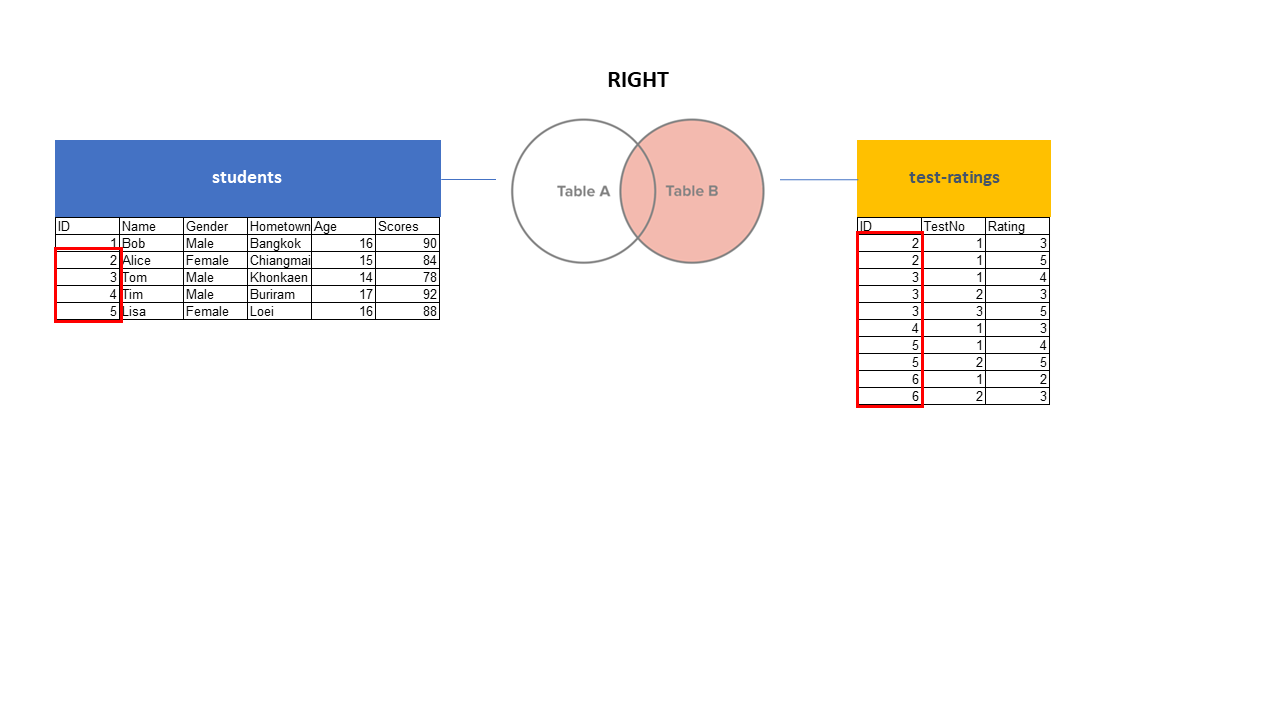 RIGHT
students
ID Name Gender Hometown Age Scores
1 Bob Male Bangkok 16 90
2 Alice Female Chiangmai 15 84
3 Tom Male Khonkaen 14 78
4 Tim Male Buriram 17 92
5 Lisa Female Loei 16 88
Table A
Table B
test-ratings
ID TestNo Rating
2 1 3
2 1 5
3 1 4
3 2 3
3 3 5
4 1 3
5 1 4
5 2 5
6 1 2
6 2 3